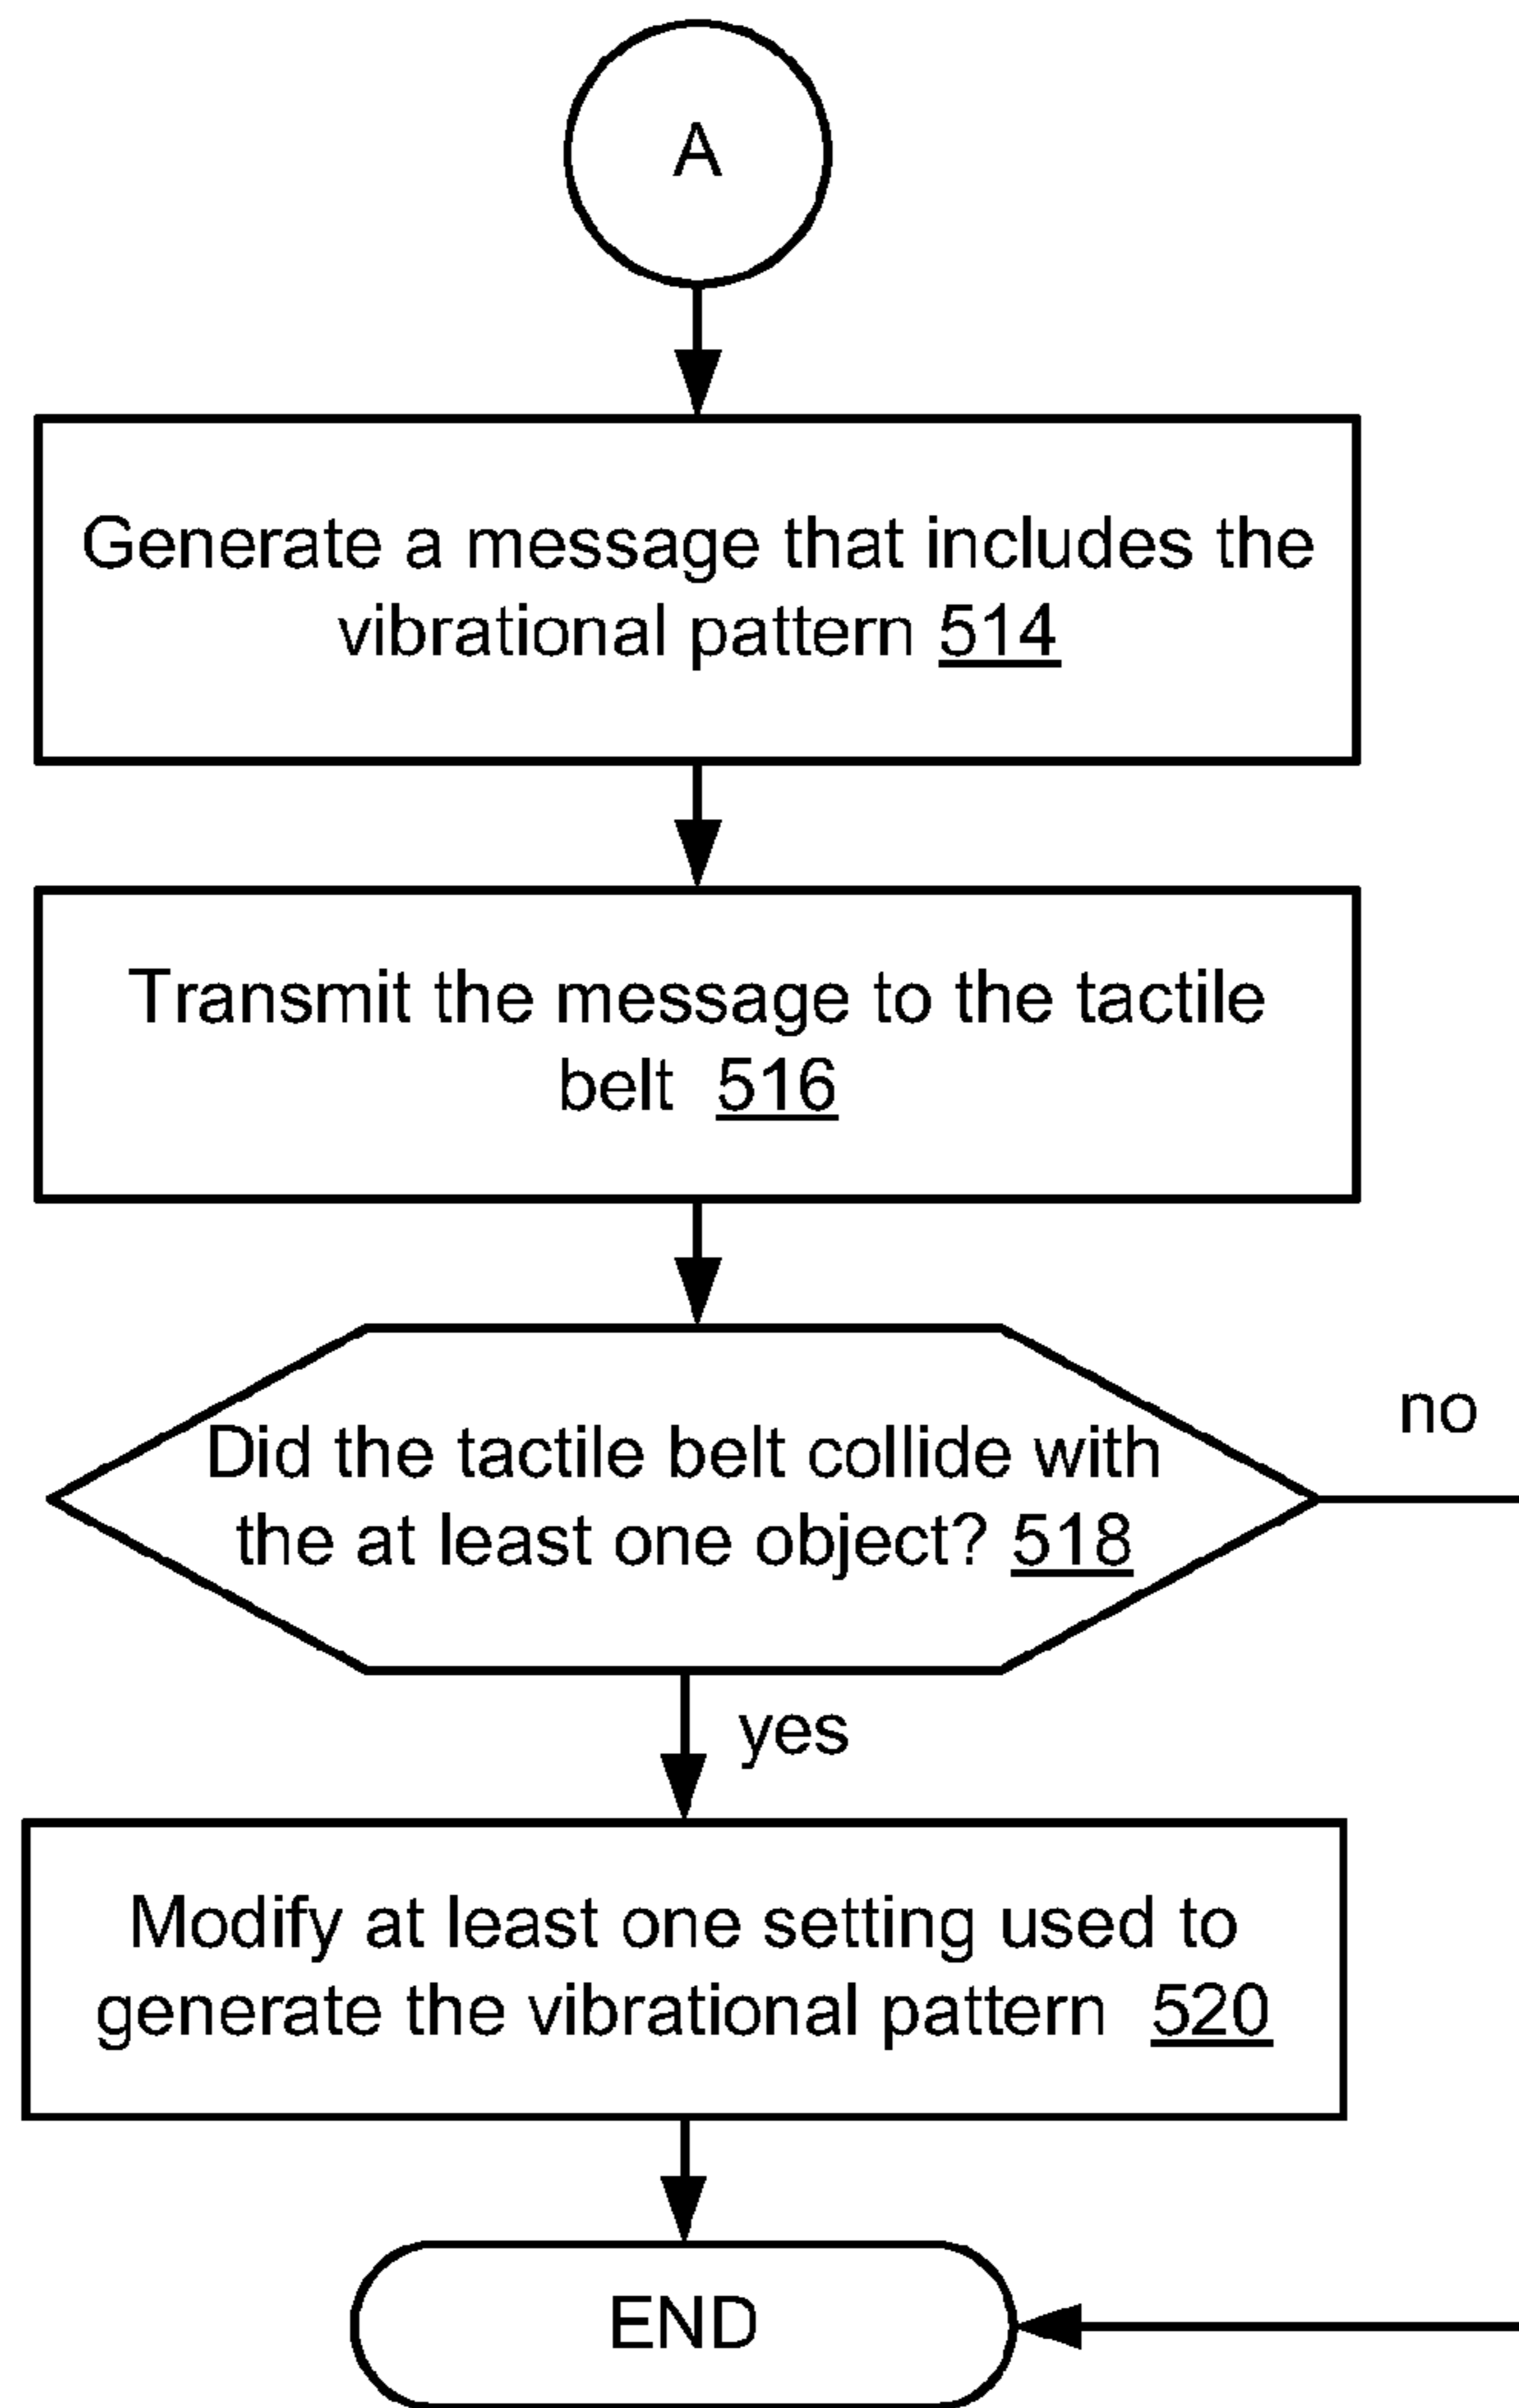 A
Generate a message that includes the
vibrational pattern 514
Transmit the message to the tactile
belt 516
Did the tactile belt collide with
the at least one object? 518
no
yes
Modify at least one setting used to
generate the vibrational pattern 520
END